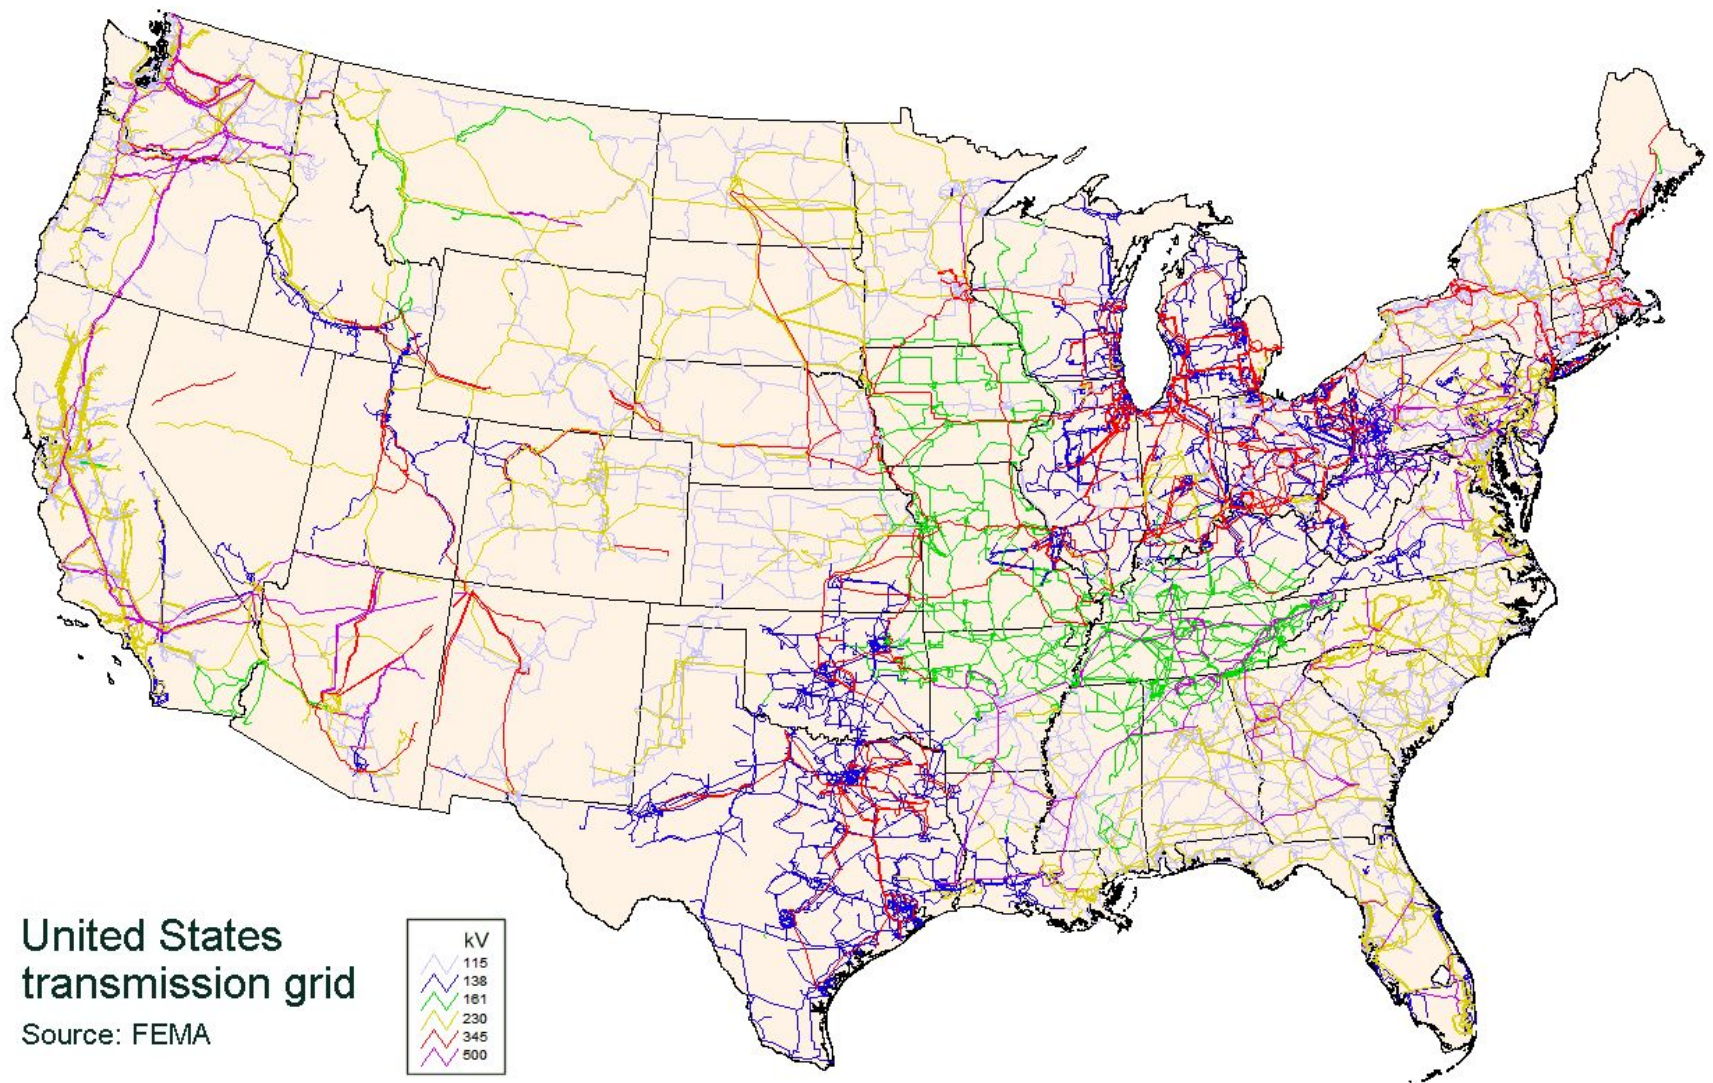 United States
transmission grid
Source: FEMA
kV
115
138
161
230
345
500